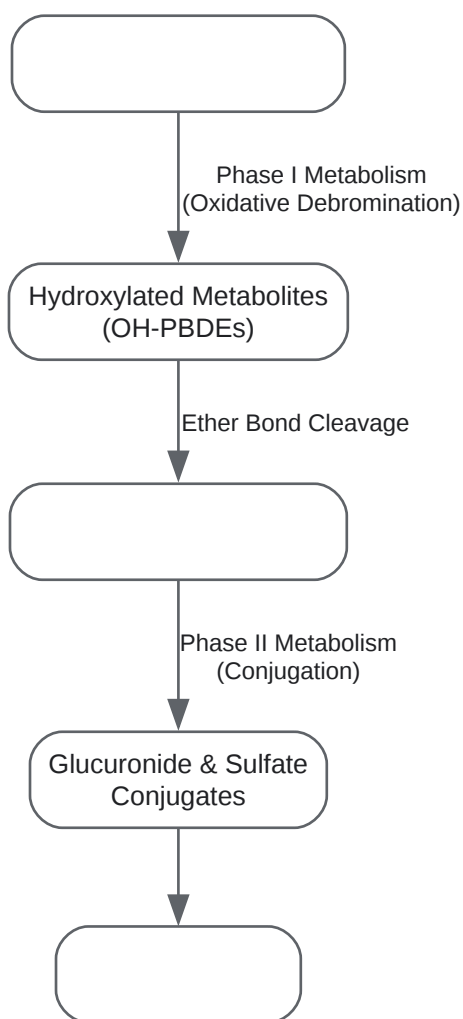 Phase I Metabolism
(Oxidative Debromination)
Hydroxylated Metabolites
(OH-PBDEs)
Ether Bond Cleavage
Phase II Metabolism
(Conjugation)
Glucuronide & Sulfate
Conjugates